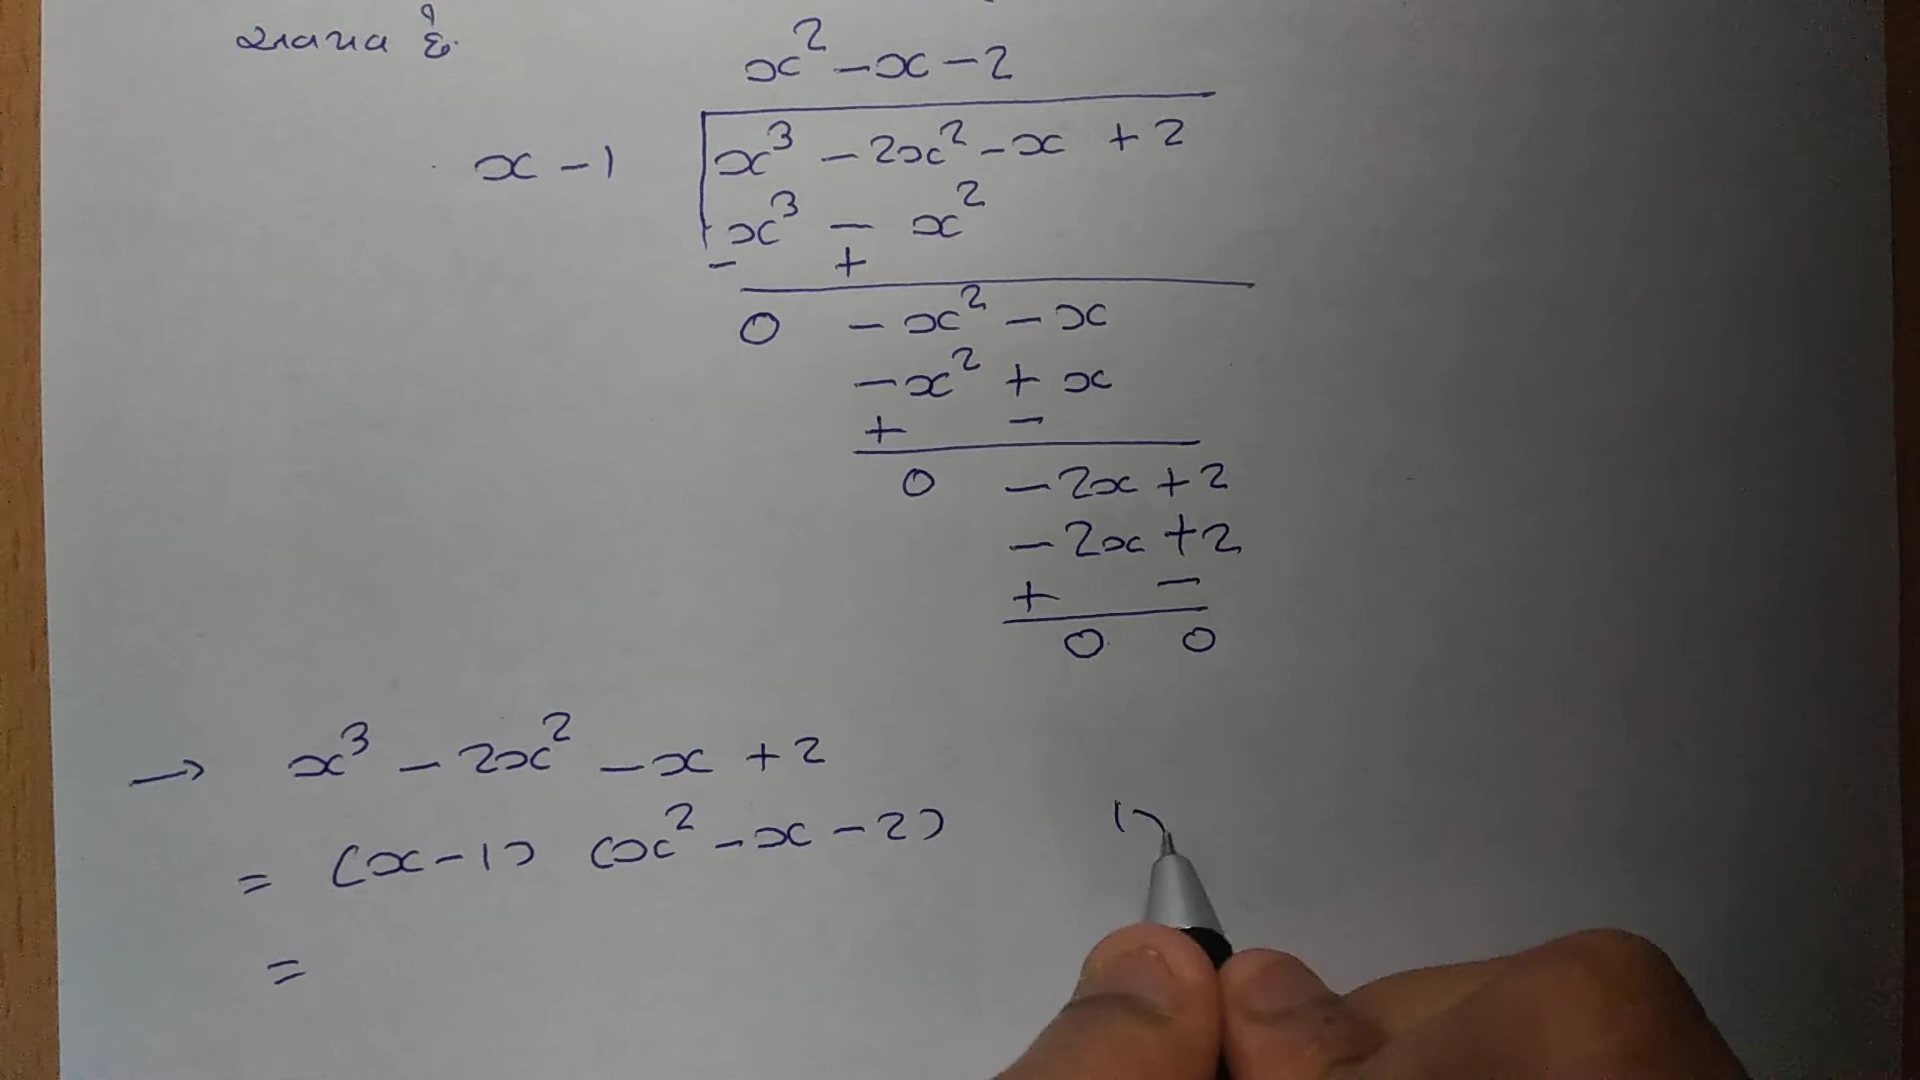 x² - x - 2
x - 1 x³ - 2x² - x + 2
x³ - x²
- +
0 - x² - x
- x² + x
+ -
0 - 2x + 2
- 2x + 2
+ -
0 0
→ x³ - 2x² - x + 2
= (x - 1) (x² - x - 2)
=